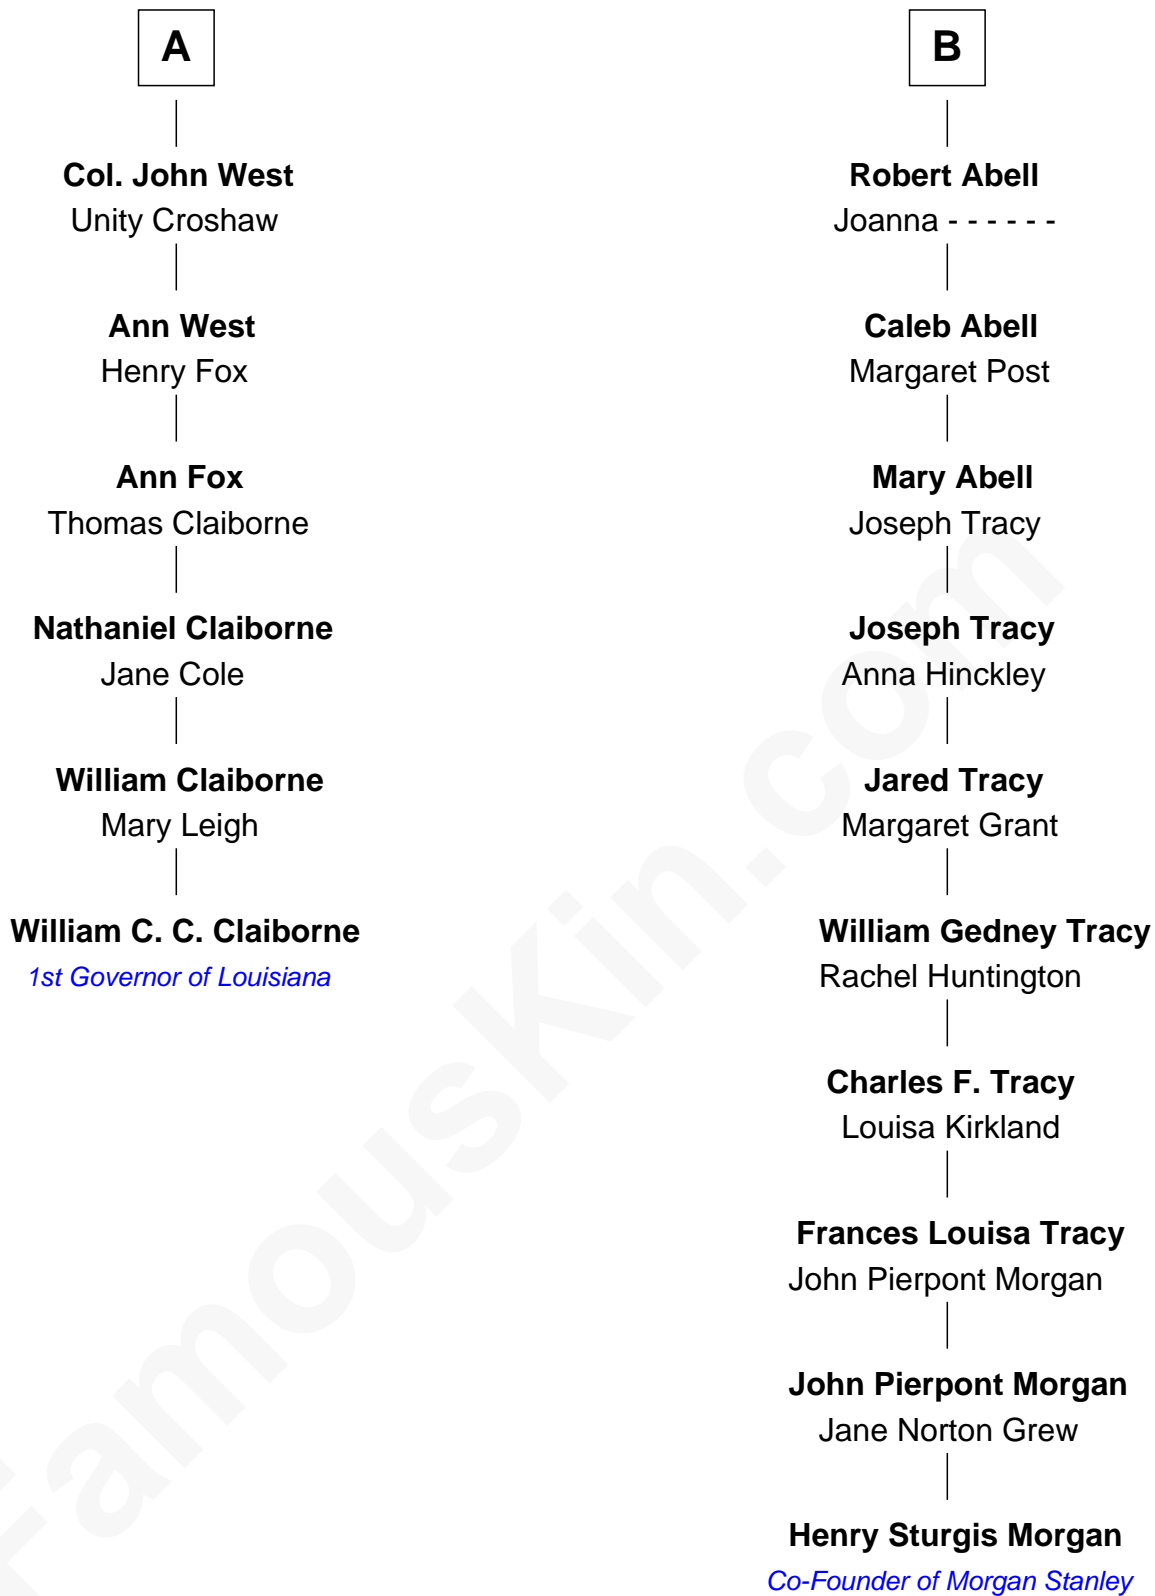 A
Col. John West
Unity Croshaw
Ann West
Henry Fox
Ann Fox
Thomas Claiborne
Nathaniel Claiborne
Jane Cole
William Claiborne
Mary Leigh
William C. C. Claiborne
1st Governor of Louisiana
B
Robert Abell
Joanna - - - - - -
Caleb Abell
Margaret Post
Mary Abell
Joseph Tracy
Joseph Tracy
Anna Hinckley
Jared Tracy
Margaret Grant
William Gedney Tracy
Rachel Huntington
Charles F. Tracy
Louisa Kirkland
Frances Louisa Tracy
John Pierpont Morgan
John Pierpont Morgan
Jane Norton Grew
Henry Sturgis Morgan
Co-Founder of Morgan Stanley
FamousKin.com